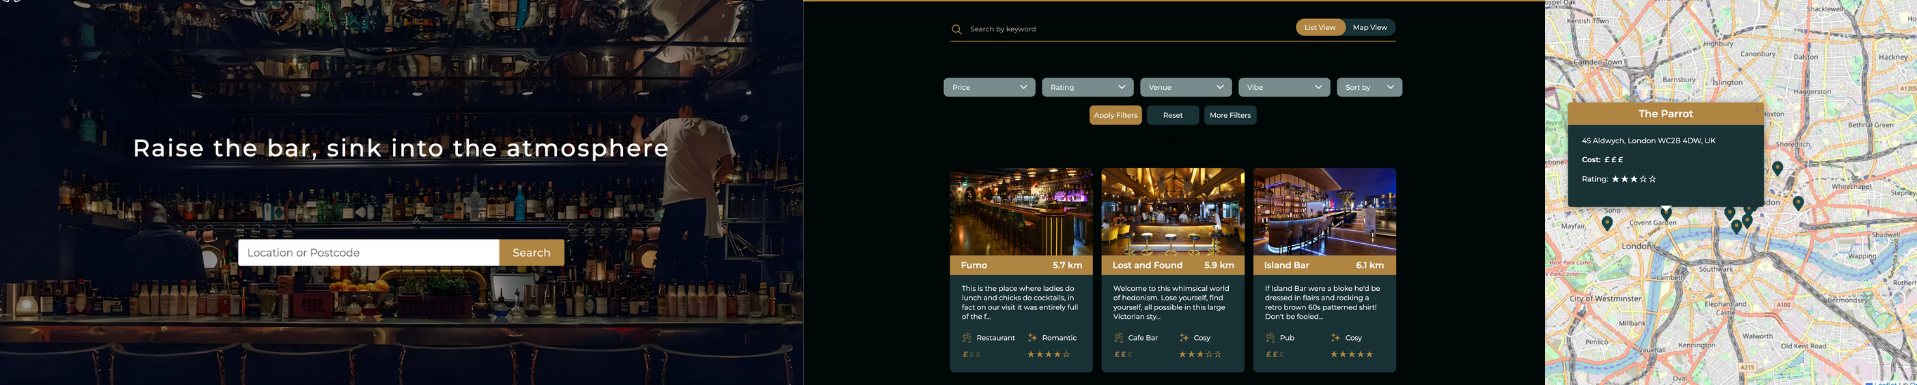 Raise the bar, sink into the atmosphere
Location or Postcode
Search
Search by keyword
List View
Map View
Price
Rating
Venue
Vibe
Sort by
Apply Filters
Reset
More Filters
Fumo 5.7 km
This is the place where ladies do
lunch and chicks do cocktails, in
fact on our visit it was entirely full
of the f...
Restaurant
Romantic
£££
★★★★☆
Lost and Found 5.9 km
Welcome to this whimsical world
of hedonism. Lose yourself, find
yourself, all possible in this large
Victorian sty...
Cafe Bar
Cosy
£££
★★★☆☆
Island Bar 6.1 km
If Island Bar were a bloke he'd be
dressed in flairs and rocking a
retro brown 60s patterned shirt!
Don't be fooled...
Pub
Cosy
£££
★★★★★
Shacklewell
Kentish Town
Highbury
Canonbury
Dalston
Hackney
Camden Town
Barnsbury
Islington
Haggerston
Hoxton
Bethnal Green
Shoreditch
The Parrot
45 Aldwych, London WC2B 4DW, UK
Cost: £££
Rating: ★★★☆☆
Whitechapel
Stepney
Soho
Mayfair
Covent Garden
London
Shadwell
Wapping
Hyde Park Corner
Lambeth
Southwark
Bermondsey
City of Westminster
Elephant and
Castle
A100
Millbank
Walworth
Pimlico
Kennington
Old Kent Road
Vauxhall
A215
Oval
Leaflet